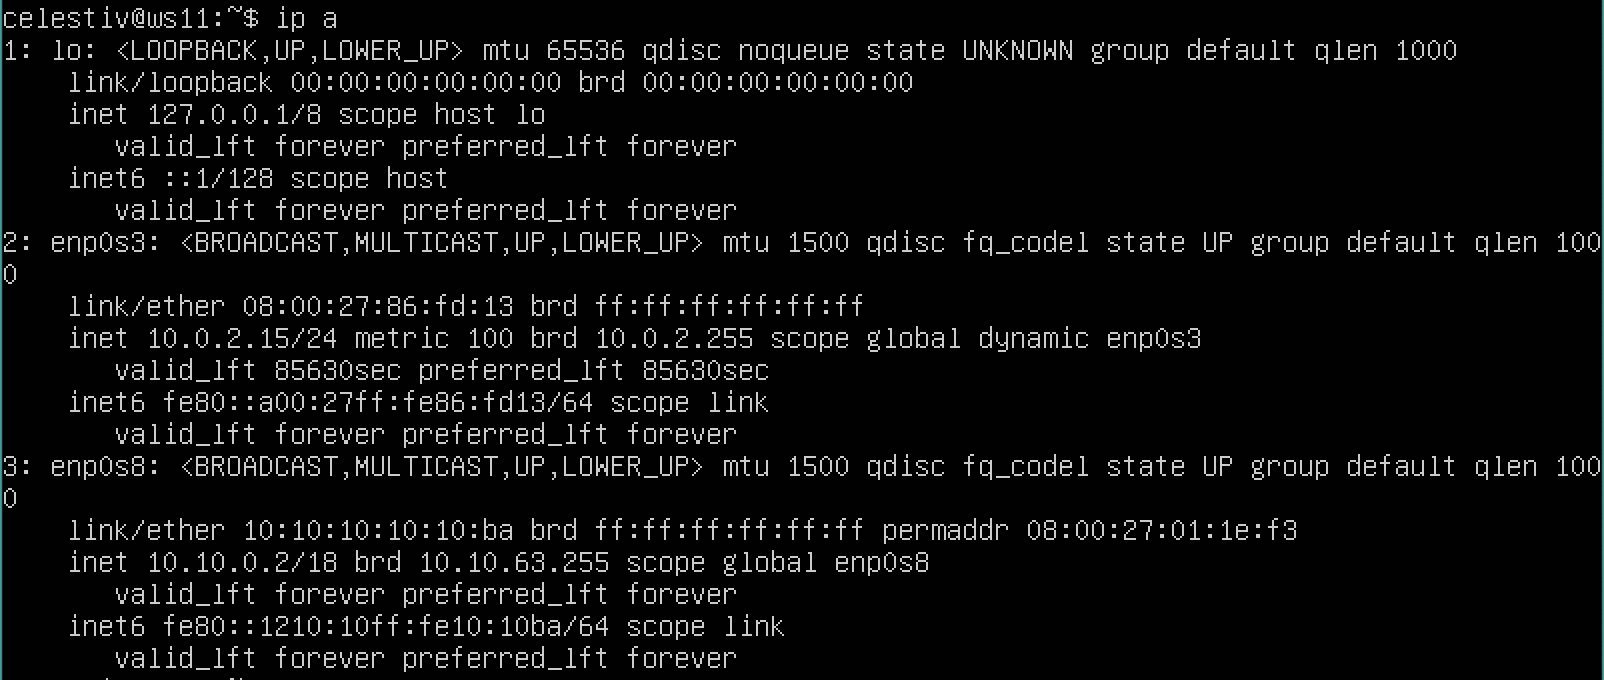 celestiv@ws11:~$ ip a
1: lo: <LOOPBACK,UP,LOWER_UP> mtu 65536 qdisc noqueue state UNKNOWN group default qlen 1000
    link/loopback 00:00:00:00:00:00 brd 00:00:00:00:00:00
    inet 127.0.0.1/8 scope host lo
       valid_lft forever preferred_lft forever
    inet6 ::1/128 scope host
       valid_lft forever preferred_lft forever
2: enp0s3: <BROADCAST,MULTICAST,UP,LOWER_UP> mtu 1500 qdisc fq_codel state UP group default qlen 100
0
    link/ether 08:00:27:86:fd:13 brd ff:ff:ff:ff:ff:ff
    inet 10.0.2.15/24 metric 100 brd 10.0.2.255 scope global dynamic enp0s3
       valid_lft 85630sec preferred_lft 85630sec
    inet6 fe80::a00:27ff:fe86:fd13/64 scope link
       valid_lft forever preferred_lft forever
3: enp0s8: <BROADCAST,MULTICAST,UP,LOWER_UP> mtu 1500 qdisc fq_codel state UP group default qlen 100
0
    link/ether 10:10:10:10:10:ba brd ff:ff:ff:ff:ff:ff permaddr 08:00:27:01:1e:f3
    inet 10.10.0.2/18 brd 10.10.63.255 scope global enp0s8
       valid_lft forever preferred_lft forever
    inet6 fe80::1210:10ff:fe10:10ba/64 scope link
       valid_lft forever preferred_lft forever